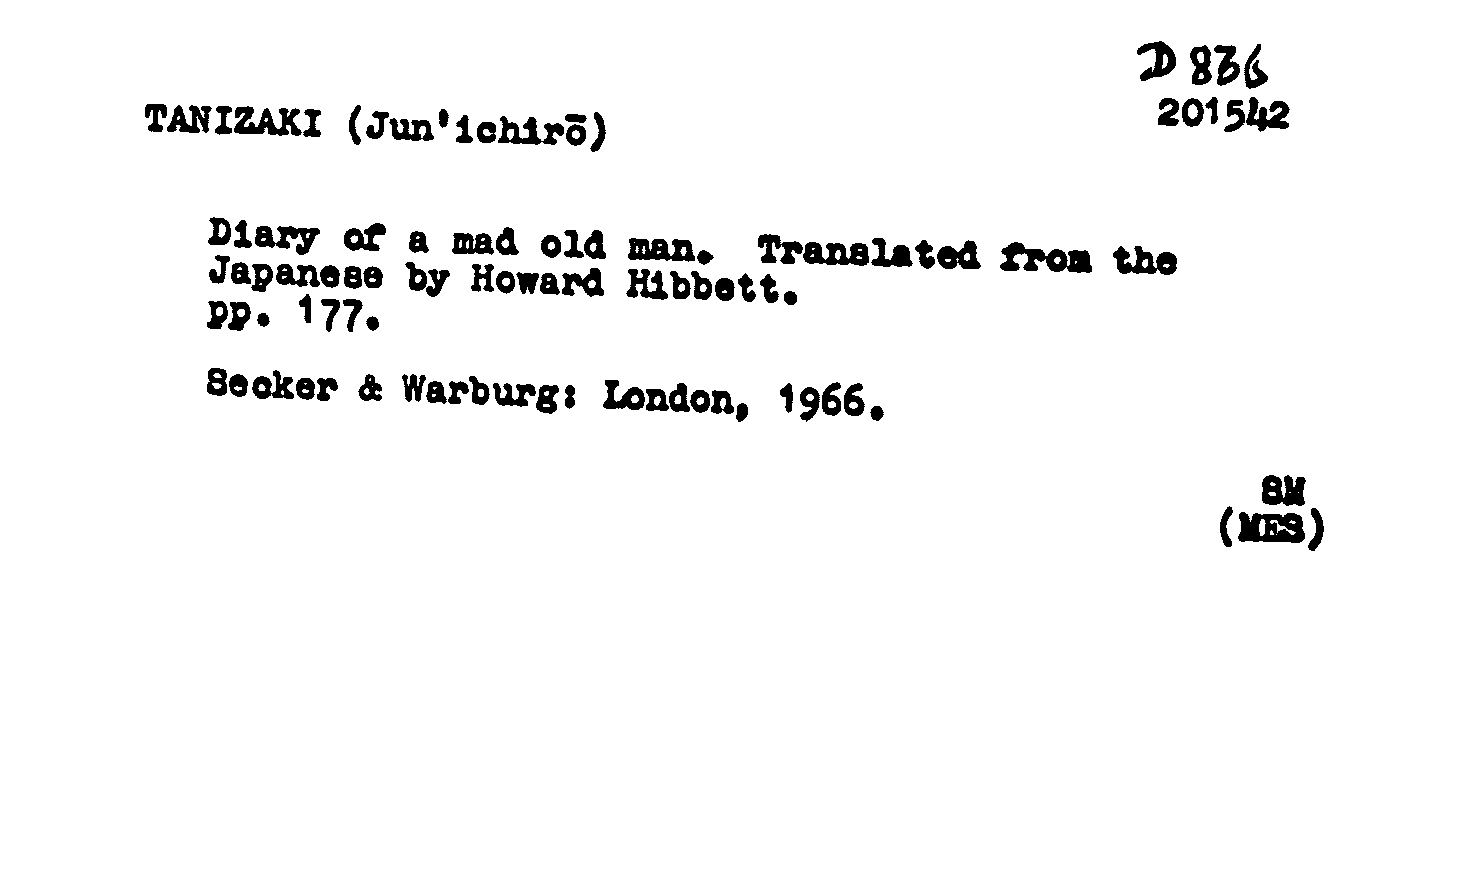 D 836
201542
TANIZAKI (Jun'ichirō)
Diary of a mad old man. Translated from the
Japanese by Howard Hibbett.
pp. 177.
Secker & Warburg: London, 1966.
SM
(MES)